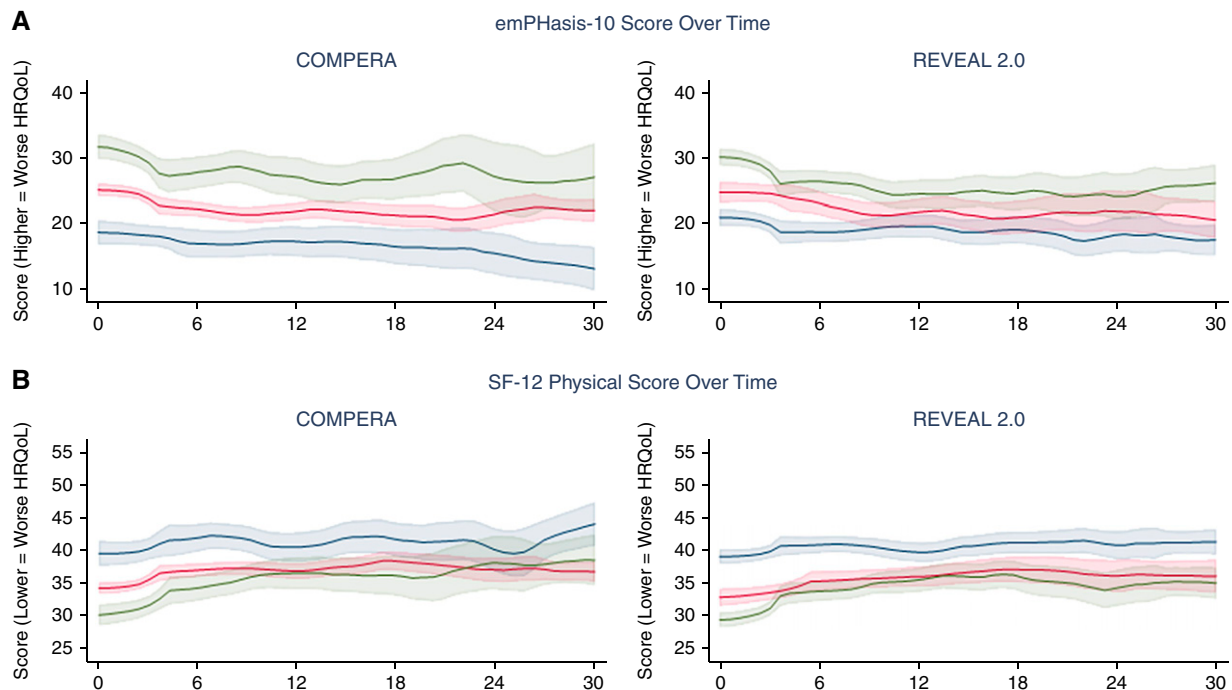 A
emPHasis-10 Score Over Time
COMPERA
REVEAL 2.0
Score (Higher = Worse HRQoL)
40
30
20
10
0 6 12 18 24 30
Score (Higher = Worse HRQoL)
40
30
20
10
0 6 12 18 24 30
B
SF-12 Physical Score Over Time
COMPERA
REVEAL 2.0
Score (Lower = Worse HRQoL)
55
50
45
40
35
30
25
0 6 12 18 24 30
Score (Lower = Worse HRQoL)
55
50
45
40
35
30
25
0 6 12 18 24 30